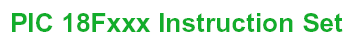 PIC 18Fxxx Instruction Set